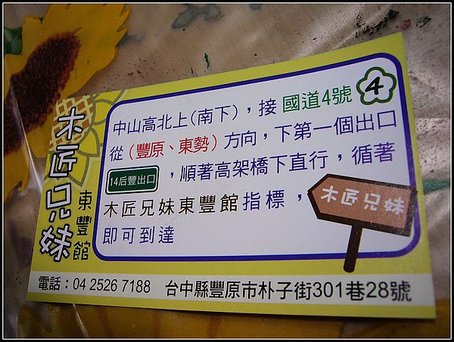 木匠兄妹
東豐館
中山高北上(南下)，接 國道4號 4
從(豐原、東勢)方向，下第一個出口
14后豐出口，順著高架橋下直行，循著
木匠兄妹東豐館指標，
即可到達
木匠兄妹
電話：04 2526 7188 台中縣豐原市朴子街301巷28號